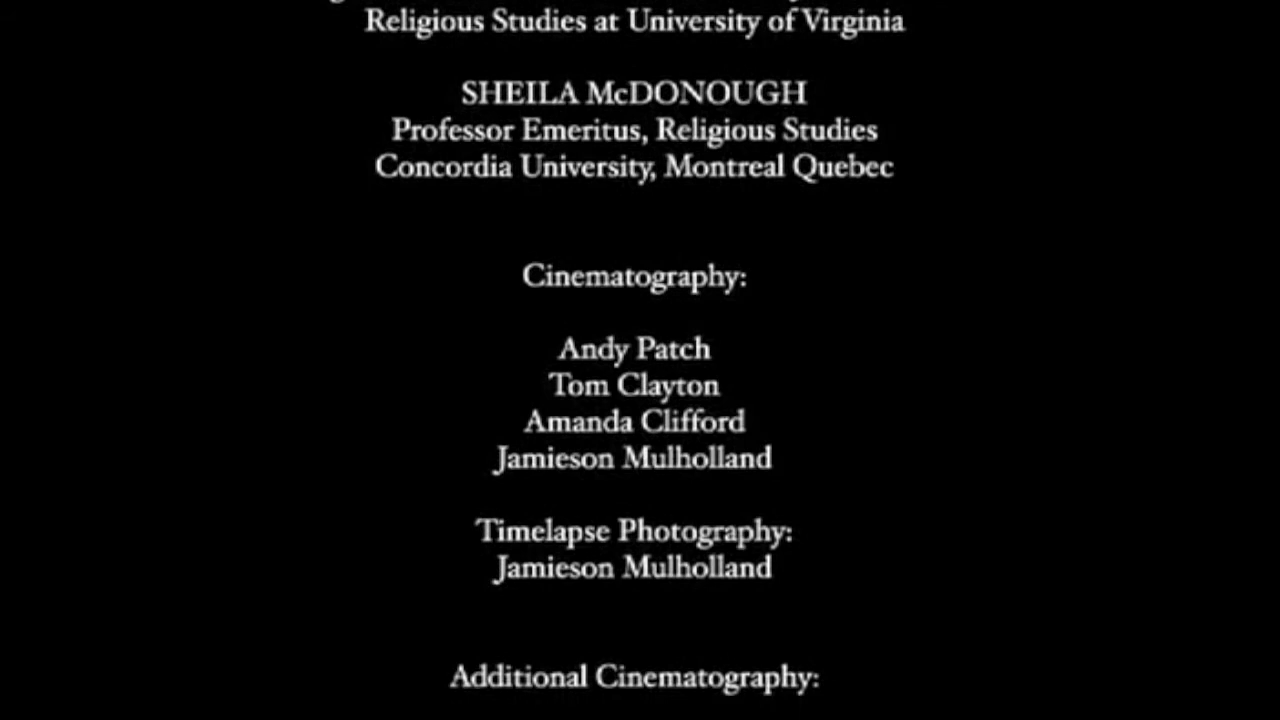 Religious Studies at University of Virginia
SHEILA McDONOUGH
Professor Emeritus, Religious Studies
Concordia University, Montreal Quebec
Cinematography:
Andy Patch
Tom Clayton
Amanda Clifford
Jamieson Mulholland
Timelapse Photography:
Jamieson Mulholland
Additional Cinematography: